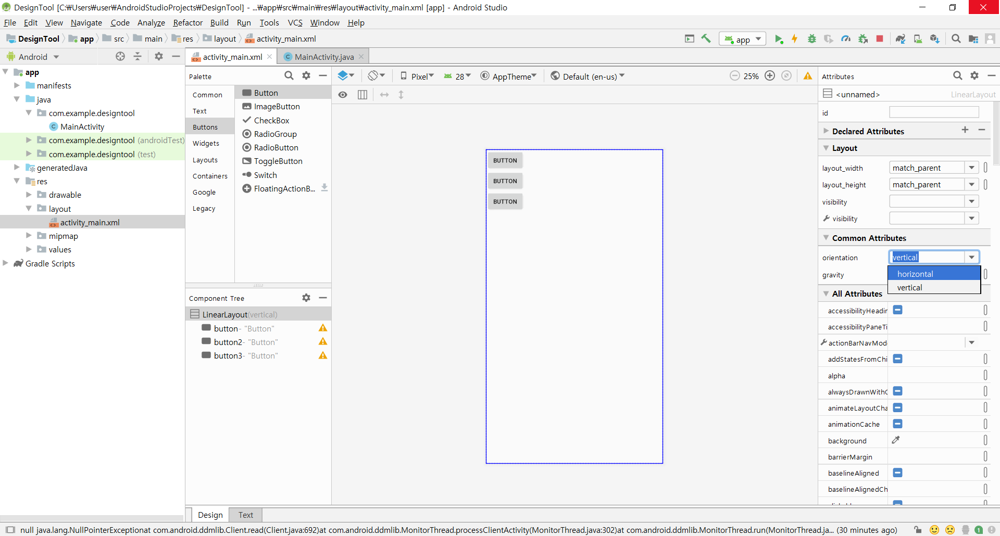 DesignTool [C:₩Users₩user₩AndroidStudioProjects₩DesignTool] - ...₩app₩src₩main₩res₩layout₩activity_main.xml [app] - Android Studio
File Edit View Navigate Code Analyze Refactor Build Run Tools VCS Window Help
DesignTool app src main res layout activity_main.xml
app
Android
activity_main.xml
MainActivity.java
app
manifests
java
com.example.designtool
MainActivity
com.example.designtool (androidTest)
com.example.designtool (test)
generatedJava
res
drawable
layout
activity_main.xml
mipmap
values
Gradle Scripts
Palette
Common
Text
Buttons
Widgets
Layouts
Containers
Google
Legacy
Button
ImageButton
CheckBox
RadioGroup
RadioButton
ToggleButton
Switch
FloatingActionB...
Component Tree
LinearLayout(vertical)
button- "Button"
button2- "Button"
button3- "Button"
Pixel 28 AppTheme Default (en-us) 25%
BUTTON
BUTTON
BUTTON
Attributes
<unnamed> LinearLayout
id
Declared Attributes
Layout
layout_width match_parent
layout_height match_parent
visibility
visibility
Common Attributes
orientation vertical
gravity
horizontal
vertical
All Attributes
accessibilityHeadin
accessibilityPaneTi
actionBarNavMod
addStatesFromChi
alpha
alwaysDrawnWithC
animateLayoutCha
animationCache
background
barrierMargin
baselineAligned
baselineAlignedCh
Design Text
null java.lang.NullPointerExceptionat com.android.ddmlib.Client.read(Client.java:692)at com.android.ddmlib.MonitorThread.processClientActivity(MonitorThread.java:302)at com.android.ddmlib.MonitorThread.run(MonitorThread.ja... (30 minutes ago)
1